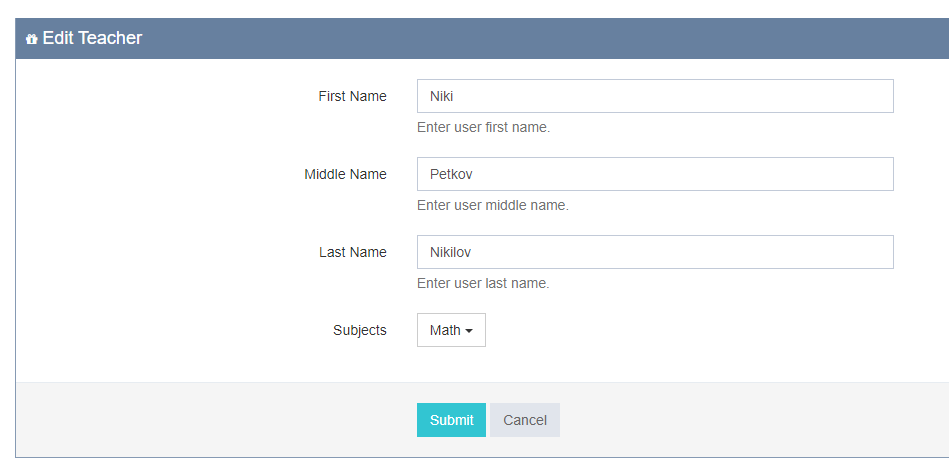 Edit Teacher
First Name Niki
Enter user first name.
Middle Name Petkov
Enter user middle name.
Last Name Nikilov
Enter user last name.
Subjects Math
Submit Cancel